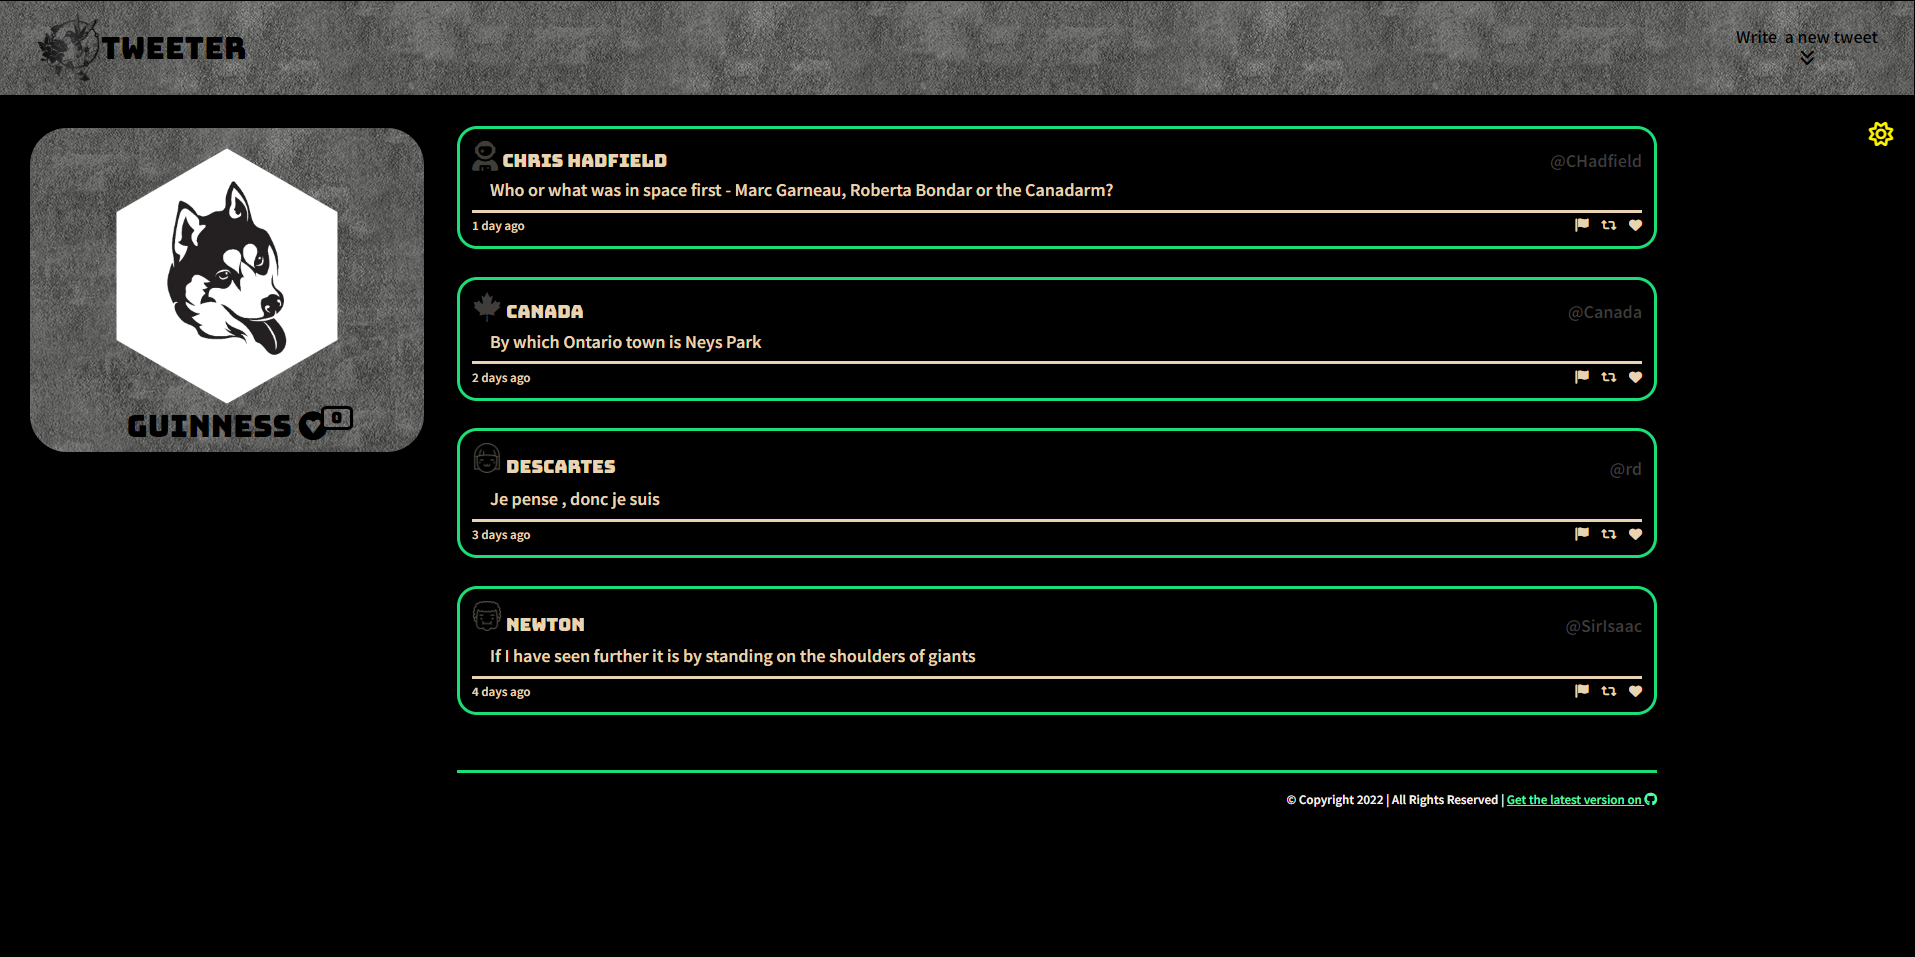 TWEETER
Write a new tweet
GUINNESS 0
CHRIS HADFIELD @CHadfield
Who or what was in space first - Marc Garneau, Roberta Bondar or the Canadarm?
1 day ago
CANADA @Canada
By which Ontario town is Neys Park
2 days ago
DESCARTES @rd
Je pense , donc je suis
3 days ago
NEWTON @SirIsaac
If I have seen further it is by standing on the shoulders of giants
4 days ago
© Copyright 2022 | All Rights Reserved | Get the latest version on